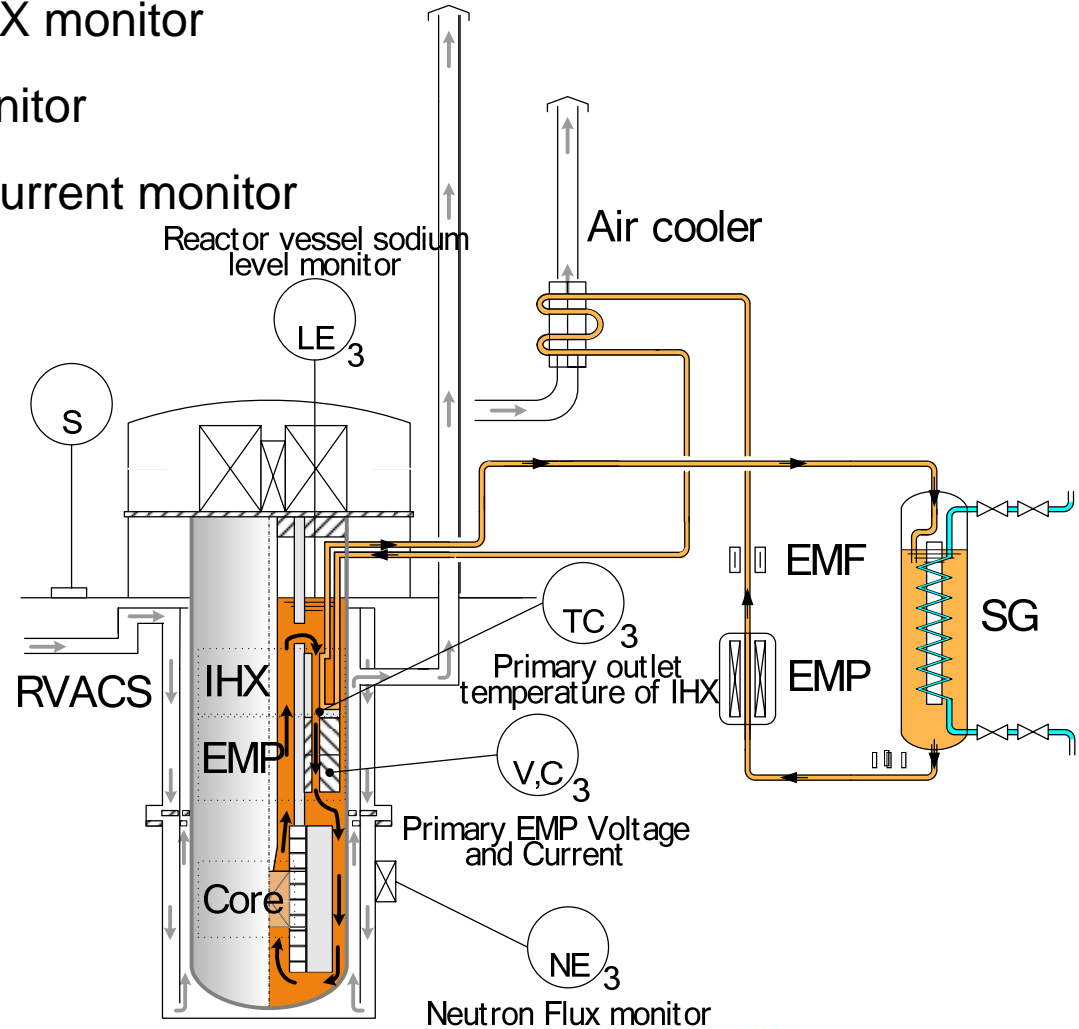 X monitor
nitor
urrent monitor
Reactor vessel sodium
level monitor
Air cooler
LE 3
S
EMF
TC 3
SG
Primary outlet
temperature of IHX
RVACS
IHX
EMP
EMP
V,C 3
Primary EMP Voltage
and Current
Core
NE 3
Neutron Flux monitor